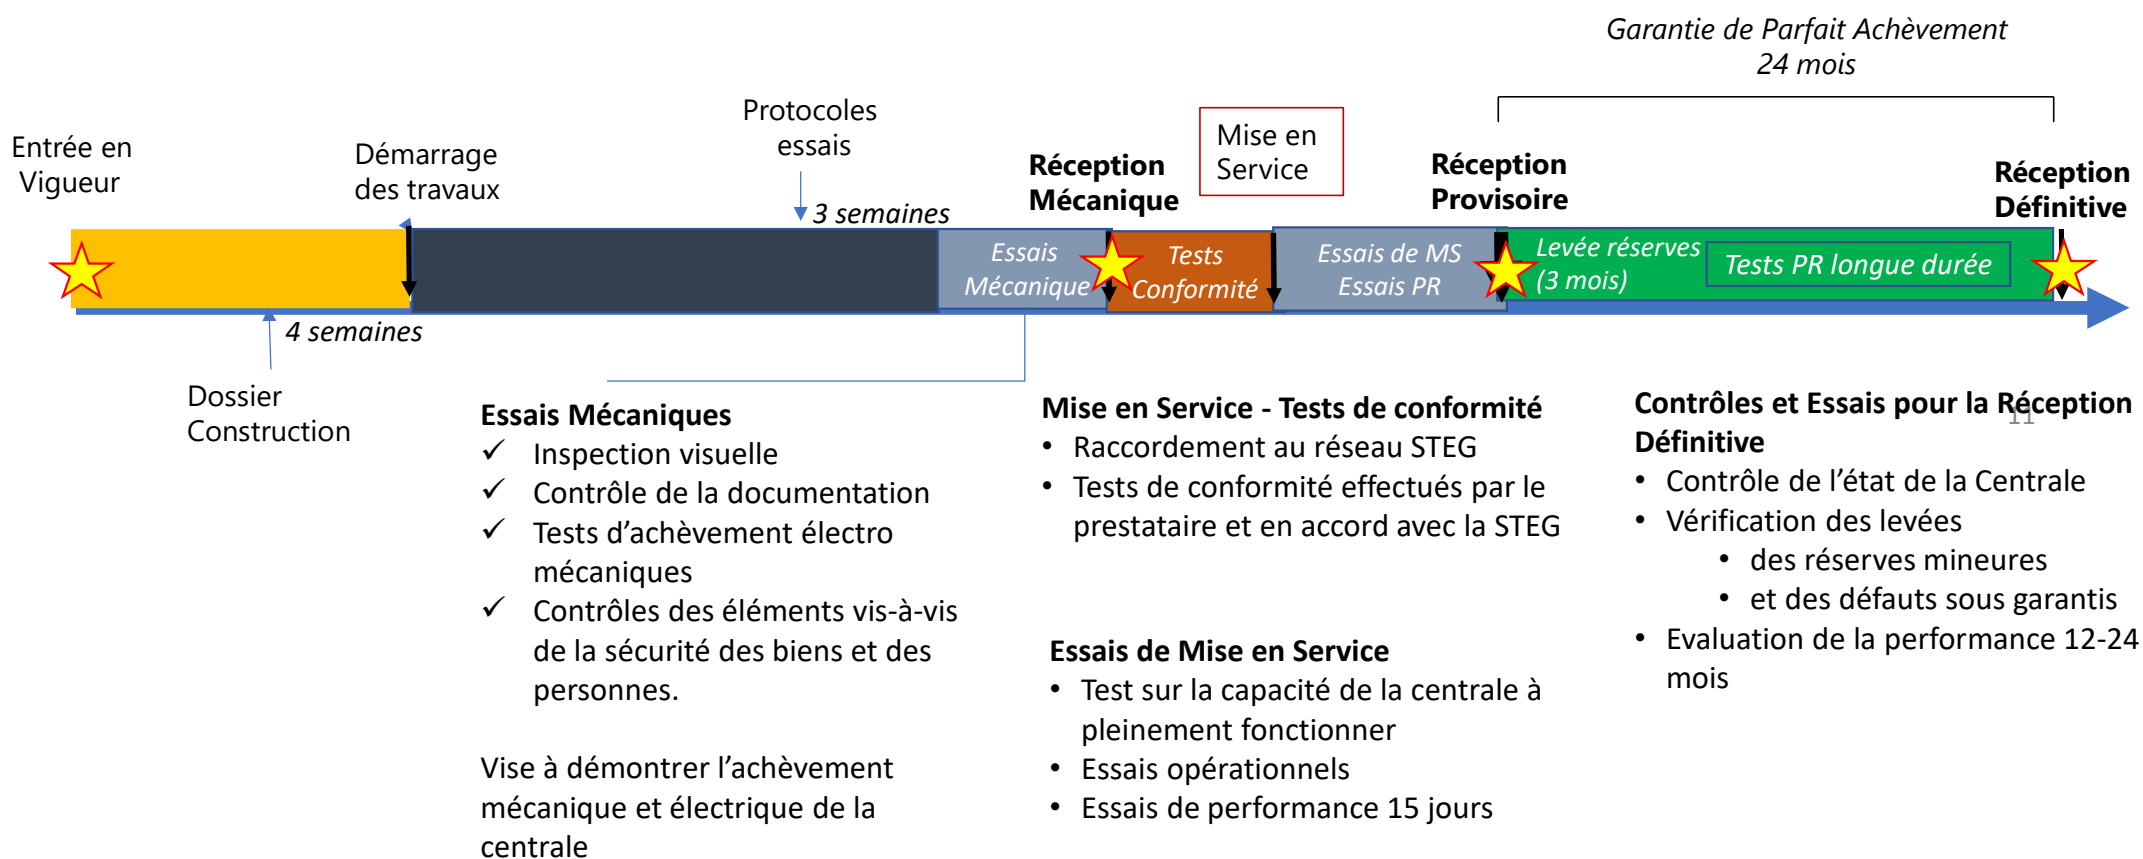 Garantie de Parfait Achèvement
24 mois
Entrée en
Vigueur
Démarrage
des travaux
Protocoles
essais
3 semaines
Réception
Mécanique
Mise en
Service
Réception
Provisoire
Réception
Définitive
Essais
Mécanique
Tests
Conformité
Essais de MS
Essais PR
Levée réserves
(3 mois)
Tests PR longue durée
4 semaines
Dossier
Construction
Essais Mécaniques
✓ Inspection visuelle
✓ Contrôle de la documentation
✓ Tests d’achèvement électro
mécaniques
✓ Contrôles des éléments vis-à-vis
de la sécurité des biens et des
personnes.
Vise à démontrer l’achèvement
mécanique et électrique de la
centrale
Mise en Service - Tests de conformité
• Raccordement au réseau STEG
• Tests de conformité effectués par le
prestataire et en accord avec la STEG
Essais de Mise en Service
• Test sur la capacité de la centrale à
pleinement fonctionner
• Essais opérationnels
• Essais de performance 15 jours
Contrôles et Essais pour la Réception
Définitive
11
• Contrôle de l’état de la Centrale
• Vérification des levées
• des réserves mineures
• et des défauts sous garantis
• Evaluation de la performance 12-24
mois